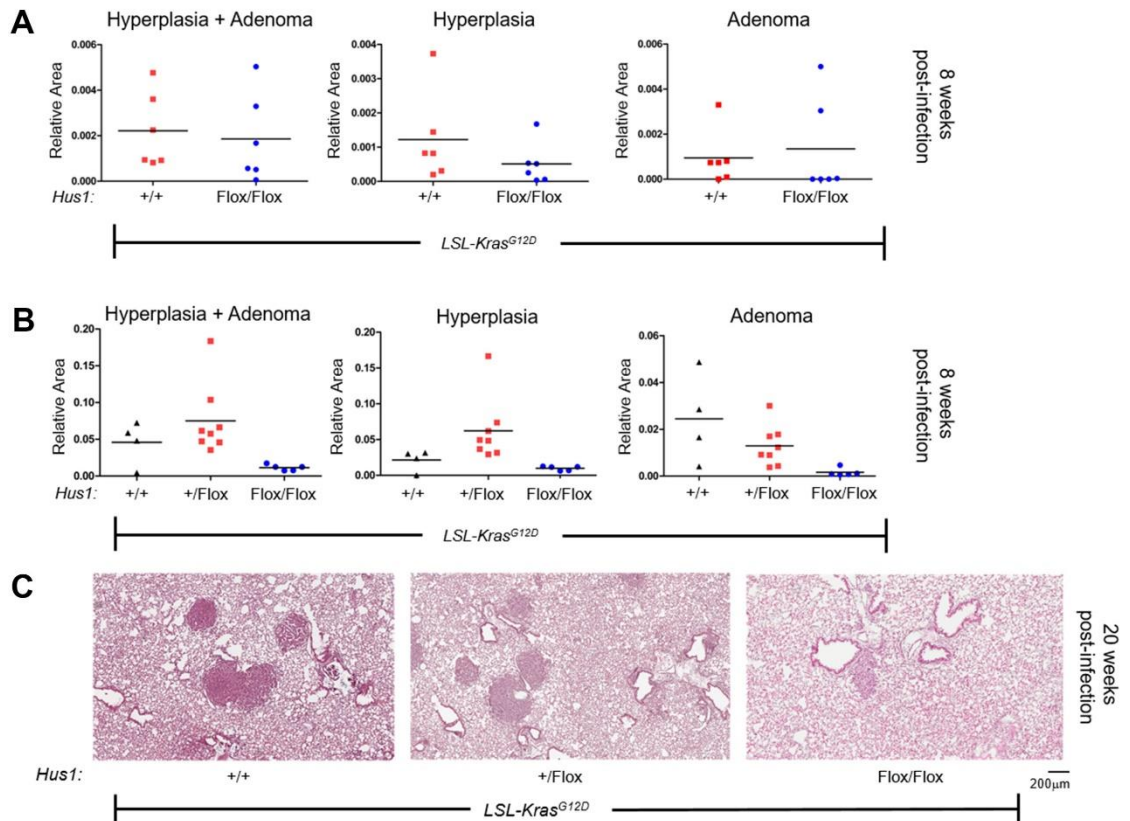 A
Hyperplasia + Adenoma
Hyperplasia
Adenoma
Relative Area
0.006
0.004
0.002
0.000
Relative Area
0.004
0.003
0.002
0.001
0.000
Relative Area
0.006
0.004
0.002
0.000
8 weeks
post-infection
Hus1: +/+ Flox/Flox +/+ Flox/Flox +/+ Flox/Flox
LSL-KrasG12D
B
Hyperplasia + Adenoma
Hyperplasia
Adenoma
Relative Area
0.20
0.15
0.10
0.05
0.00
Relative Area
0.20
0.15
0.10
0.05
0.00
Relative Area
0.06
0.04
0.02
0.00
8 weeks
post-infection
Hus1: +/+ +/Flox Flox/Flox +/+ +/Flox Flox/Flox +/+ +/Flox Flox/Flox
LSL-KrasG12D
C
20 weeks
post-infection
Hus1: +/+ +/Flox Flox/Flox
200µm
LSL-KrasG12D